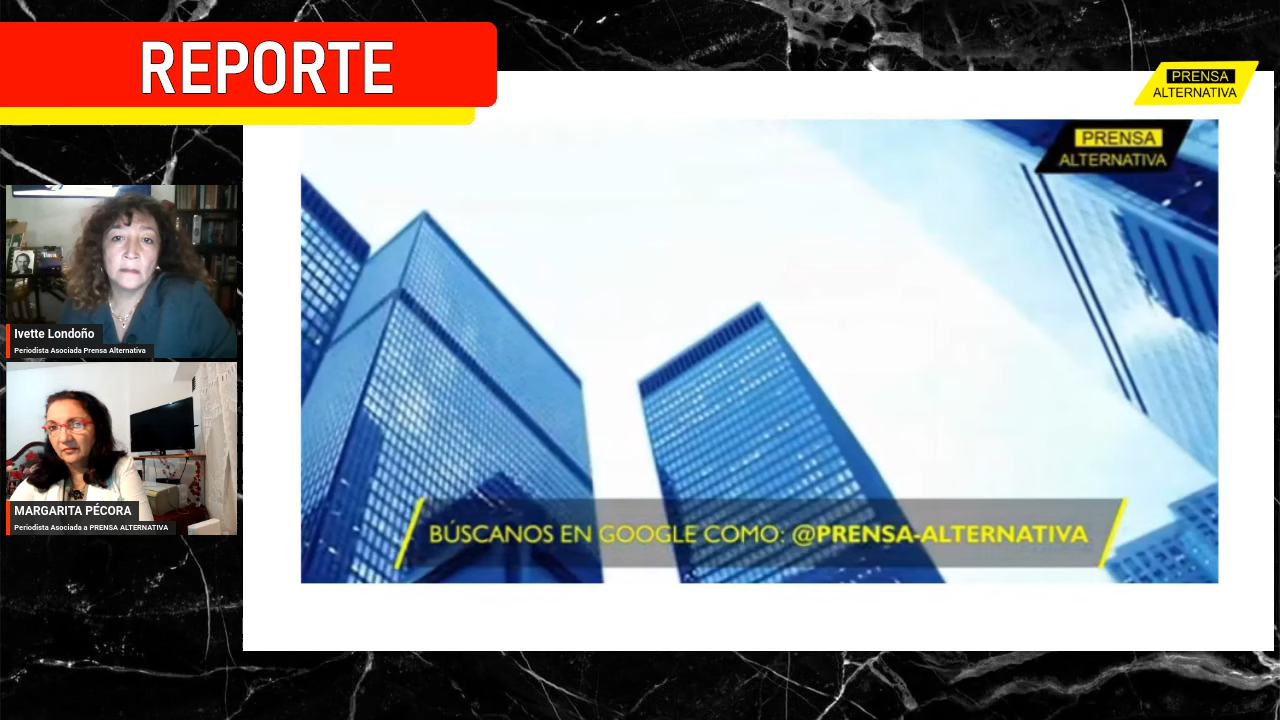 REPORTE
PRENSA
ALTERNATIVA
PRENSA
ALTERNATIVA
Ivette Londoño
Periodista Asociada Prensa Alternativa
MARGARITA PÉCORA
Periodista Asociada a PRENSA ALTERNATIVA
BÚSCANOS EN GOOGLE COMO: @PRENSA-ALTERNATIVA